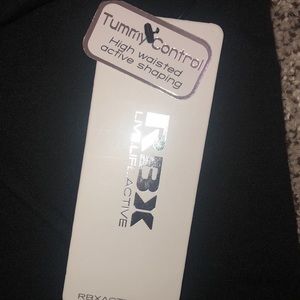 Tummy Control
High waisted
active shaping
RBX
LIVE LIFE ACTIVE